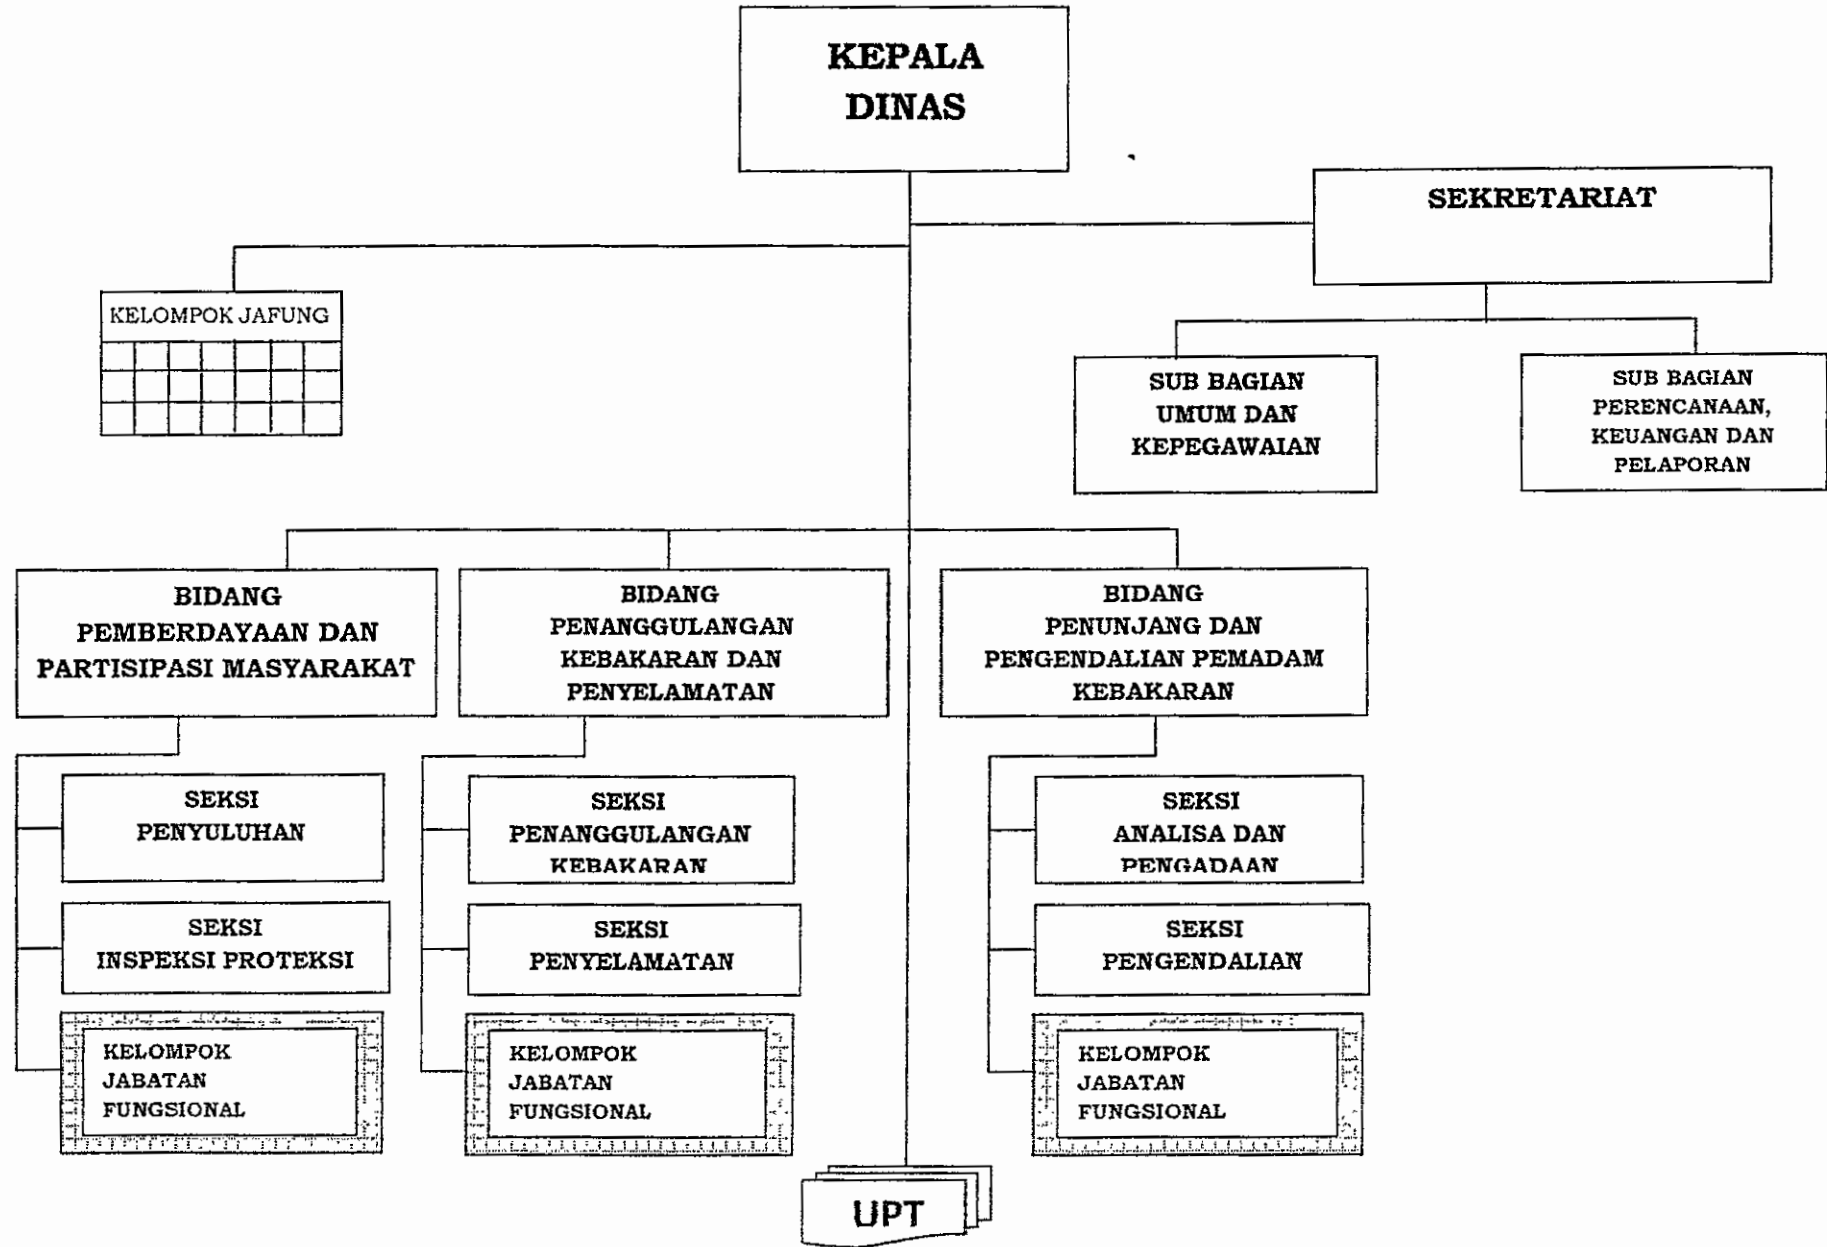 KEPALA
DINAS
SEKRETARIAT
KELOMPOK JAFUNG
SUB BAGIAN
UMUM DAN
KEPEGAWAIAN
SUB BAGIAN
PERENCANAAN,
KEUANGAN DAN
PELAPORAN
BIDANG
PEMBERDAYAAN DAN
PARTISIPASI MASYARAKAT
BIDANG
PENANGGULANGAN
KEBAKARAN DAN
PENYELAMATAN
BIDANG
PENUNJANG DAN
PENGENDALIAN PEMADAM
KEBAKARAN
SEKSI
PENYULUHAN
SEKSI
PENANGGULANGAN
KEBAKARAN
SEKSI
ANALISA DAN
PENGADAAN
SEKSI
INSPEKSI PROTEKSI
SEKSI
PENYELAMATAN
SEKSI
PENGENDALIAN
KELOMPOK
JABATAN
FUNGSIONAL
KELOMPOK
JABATAN
FUNGSIONAL
KELOMPOK
JABATAN
FUNGSIONAL
UPT